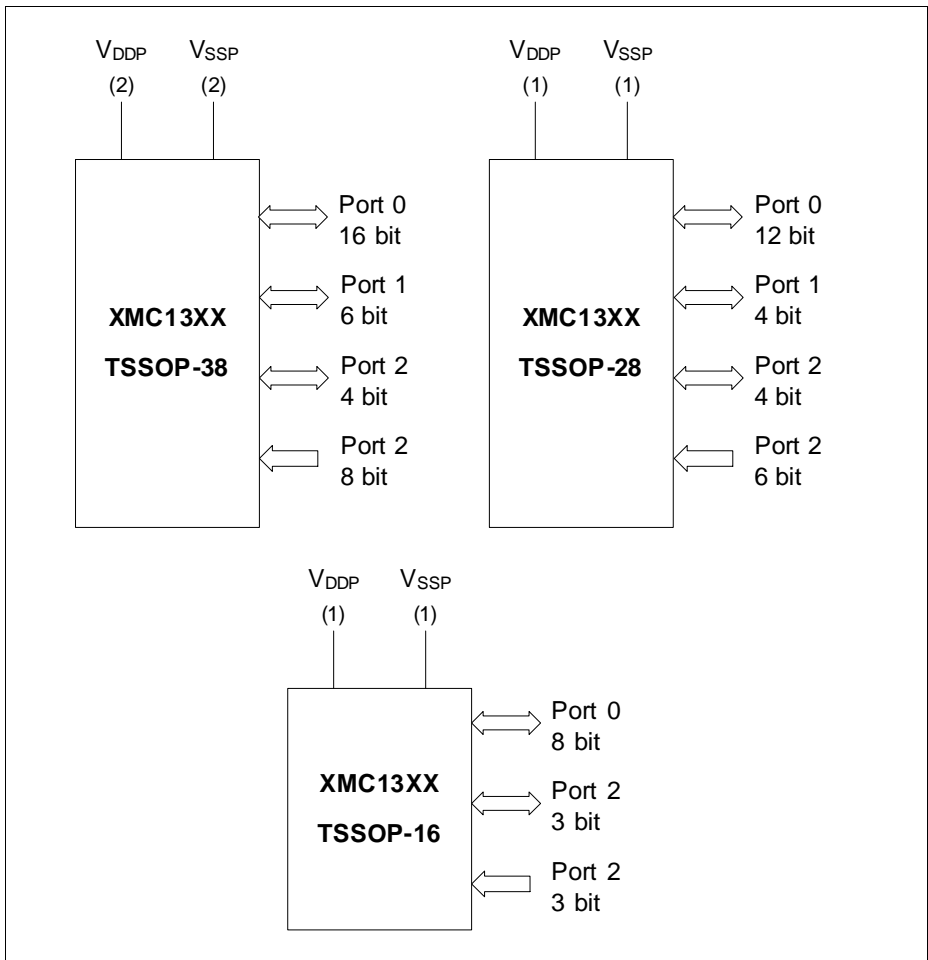 VDDP VSSP
(2) (2)
XMC13XX
TSSOP-38
Port 0
16 bit
Port 1
6 bit
Port 2
4 bit
Port 2
8 bit
VDDP VSSP
(1) (1)
XMC13XX
TSSOP-28
Port 0
12 bit
Port 1
4 bit
Port 2
4 bit
Port 2
6 bit
VDDP VSSP
(1) (1)
XMC13XX
TSSOP-16
Port 0
8 bit
Port 2
3 bit
Port 2
3 bit